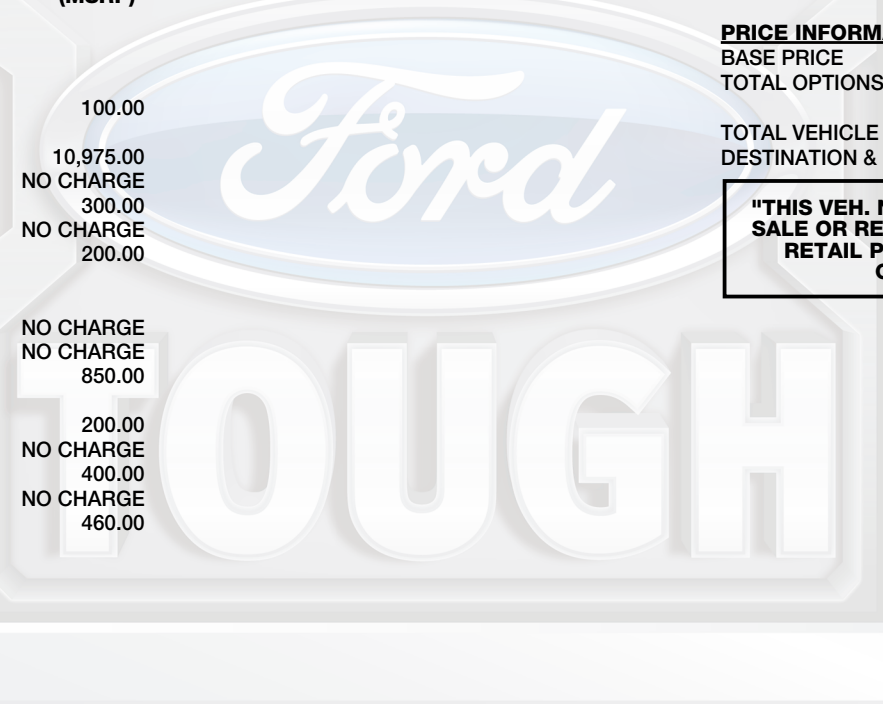 (MSRP)
100.00
10,975.00
NO CHARGE
300.00
NO CHARGE
200.00
NO CHARGE
NO CHARGE
850.00
200.00
NO CHARGE
400.00
NO CHARGE
460.00
PRICE
BASE PRICE
TOTAL OPTIONS
TOTAL VEHICLE
DESTINATION &
"THIS VEH.
SALE OR
RETAIL
Ford
TOUGH